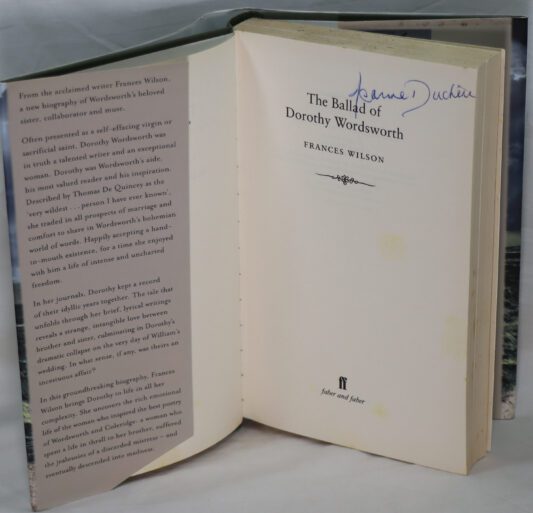 From the acclaimed writer Frances Wilson,
a new biography of Wordsworth's beloved
sister, collaborator and muse.
Often presented as a self-effacing virgin or
sacrificial saint, Dorothy Wordsworth was
in truth a talented writer and an exceptional
woman. Dorothy was Wordsworth's aide,
his most valued reader and his inspiration.
Described by Thomas De Quincey as the
'very wildest . . . person I have ever known',
she traded in all prospects of marriage and
comfort to share in Wordsworth's bohemian
world of words. Happily accepting a hand-
to-mouth existence, for a time she enjoyed
with him a life of intense and uncharted
freedom.
In her journals, Dorothy kept a record
of their idyllic years together. The tale that
unfolds through her brief, lyrical writings
reveals a strange, intangible love between
brother and sister, culminating in Dorothy's
dramatic collapse on the very day of William's
wedding. In what sense, if any, was theirs an
incestuous affair?
In this groundbreaking biography, Frances
Wilson brings Dorothy to life in all her
complexity. She uncovers the rich emotional
life of the woman who inspired the best poetry
of Wordsworth and Coleridge: a woman who
spent a life in thrall to her brother, suffered
the jealousies of a discarded mistress – and
eventually descended into madness.
The Ballad of
Dorothy Wordsworth
FRANCES WILSON
ff
faber and faber